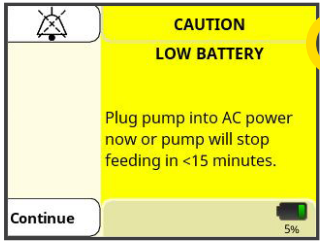 CAUTION
LOW BATTERY
Plug pump into AC power
now or pump will stop
feeding in <15 minutes.
Continue
5%